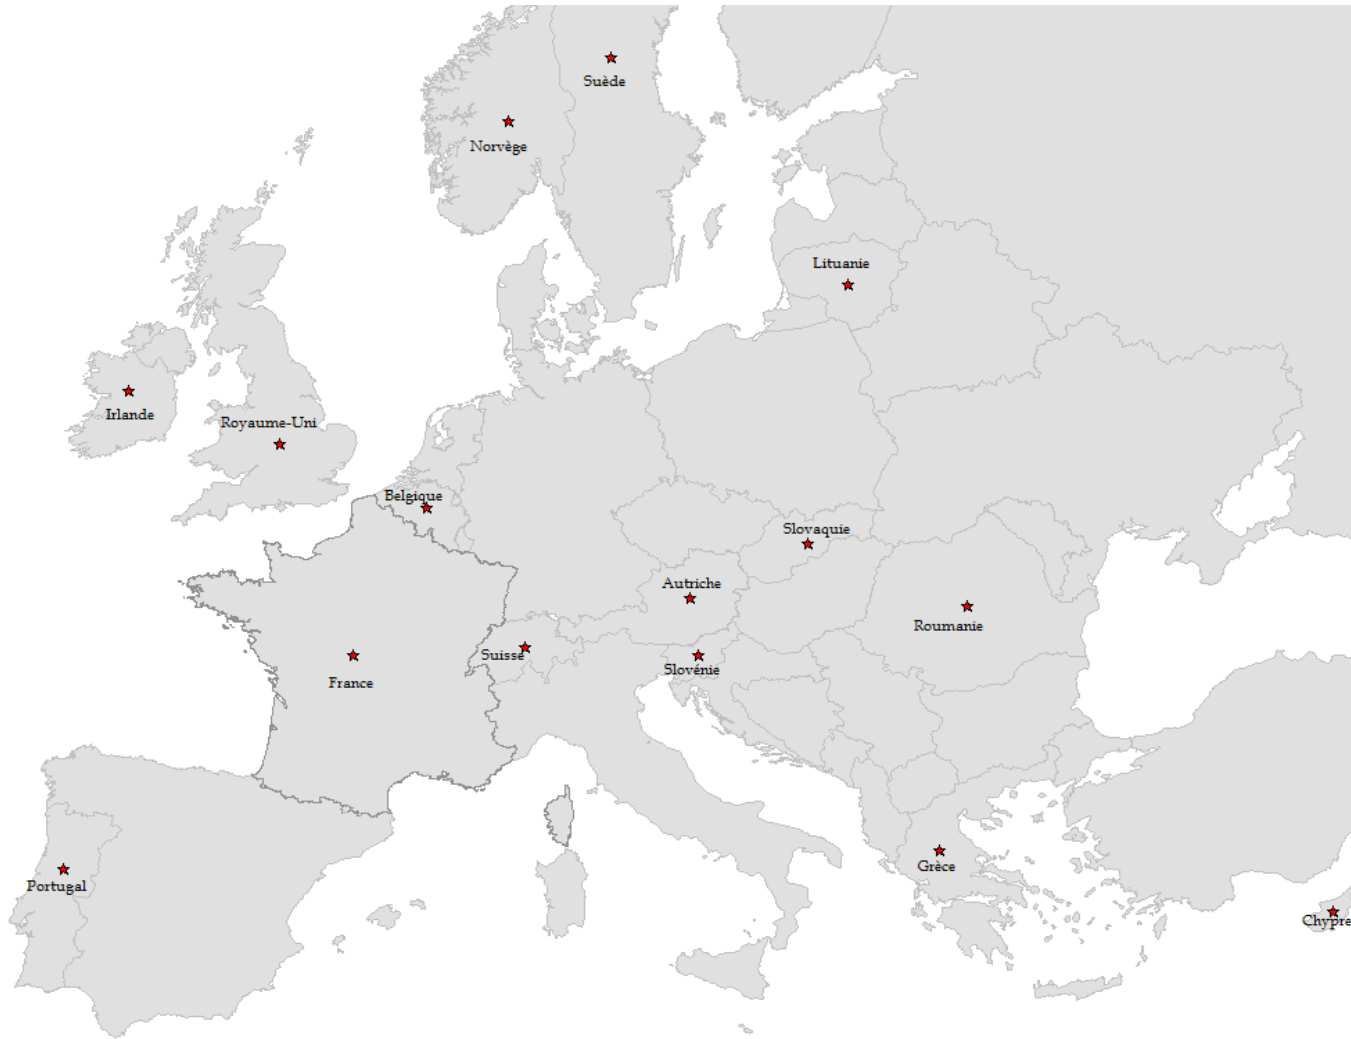 Suède
Norvège
Lituanie
Irlande
Royaume-Uni
Belgique
Slovaquie
Autriche
Roumanie
Suisse
Slovénie
France
Grèce
Portugal
Chypre